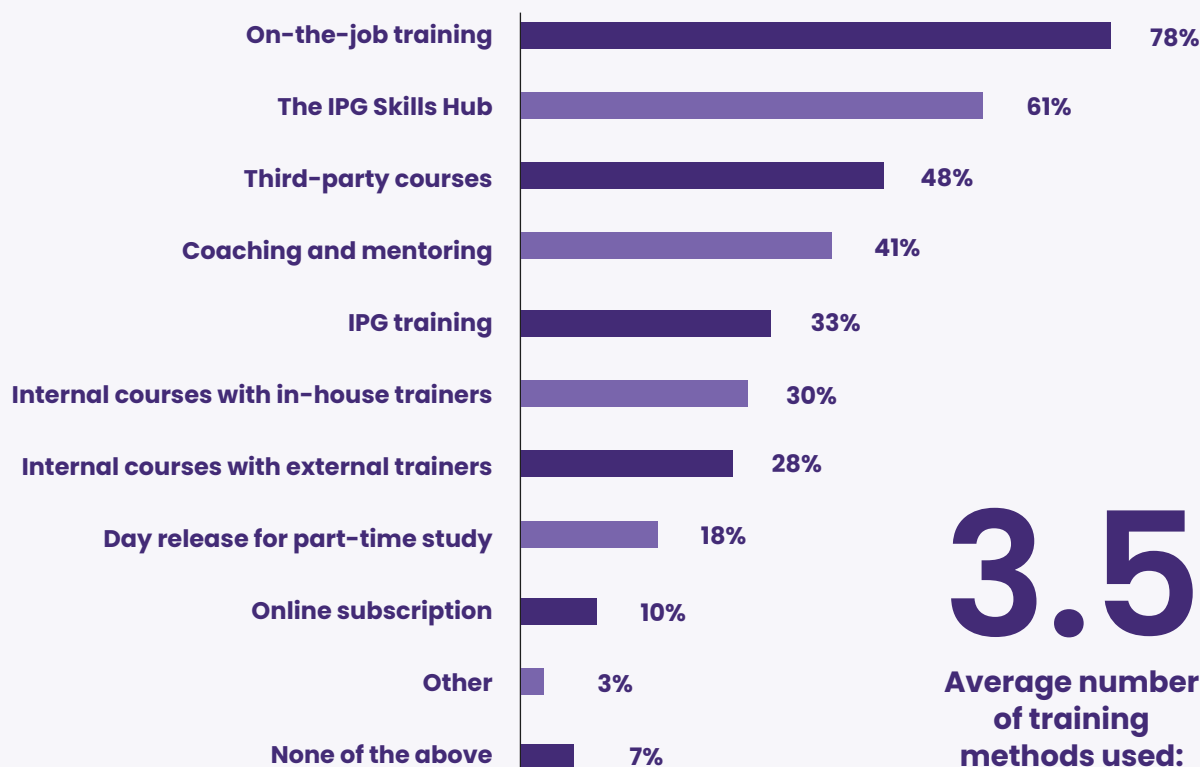 On-the-job training 78%
The IPG Skills Hub 61%
Third-party courses 48%
Coaching and mentoring 41%
IPG training 33%
Internal courses with in-house trainers 30%
Internal courses with external trainers 28%
Day release for part-time study 18%
Online subscription 10%
Other 3%
None of the above 7%
3.5
Average number
of training
methods used: